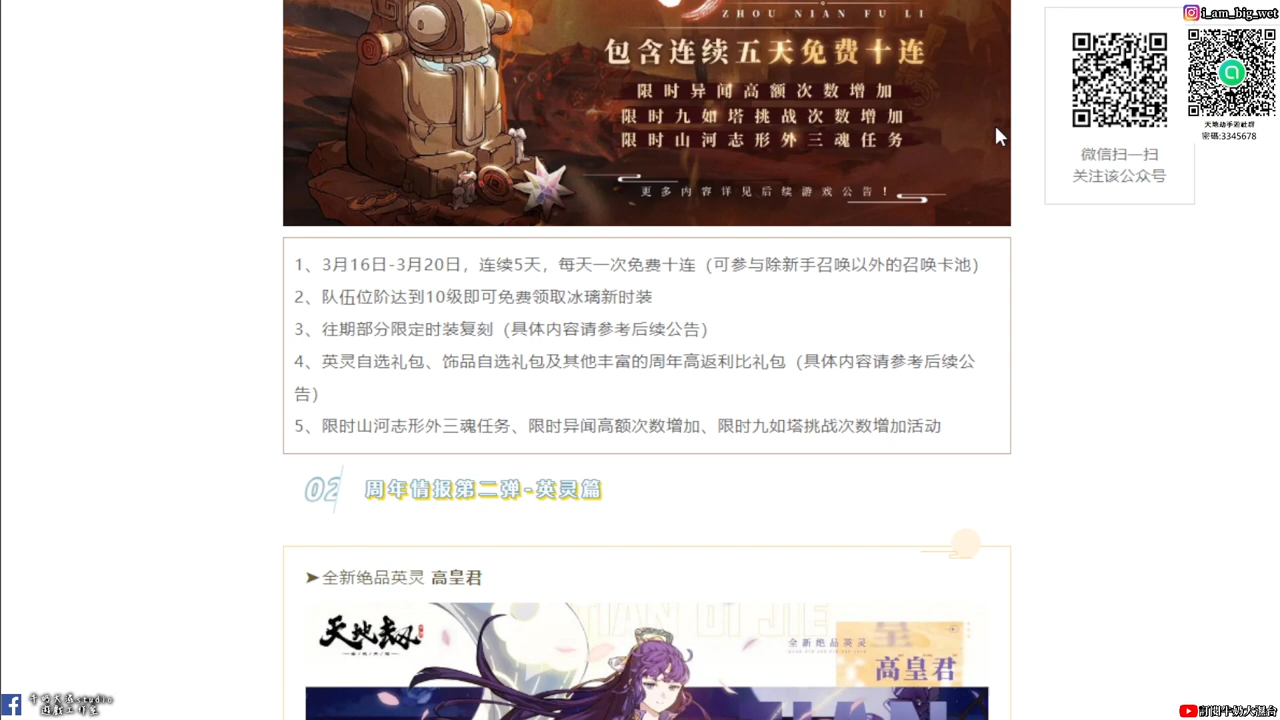 ZHOU NIAN FU LI
包含连续五天免费十连
限时异闻高额次数增加
限时九如塔挑战次数增加
限时山河志形外三魂任务
更多内容详见后续游戏公告！
1、3月16日-3月20日，连续5天，每天一次免费十连（可参与除新手召唤以外的召唤卡池）
2、队伍位阶达到10级即可免费领取冰璃新时装
3、往期部分限定时装复刻（具体内容请参考后续公告）
4、英灵自选礼包、饰品自选礼包及其他丰富的周年高返利比礼包（具体内容请参考后续公
告）
5、限时山河志形外三魂任务、限时异闻高额次数增加、限时九如塔挑战次数增加活动
02 周年情报第二弹-英灵篇
➤全新绝品英灵 高皇君
天地劫
TIAN DI JIE
全新绝品英灵
高皇君
TIAN
i_am_big_wet
天地劫手游社群
密碼:3345678
微信扫一扫
关注该公众号